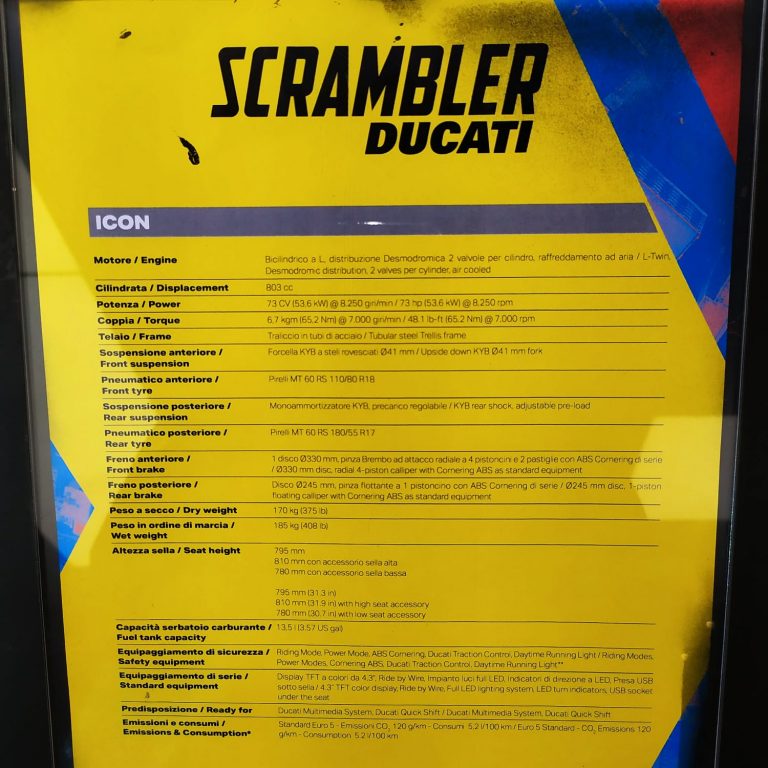 SCRAMBLER
DUCATI
ICON
Motore / Engine
Bicilindrico a L, distribuzione Desmodromica 2 valvole per cilindro, raffreddamento ad aria / L-Twin,
Desmodromic distribution, 2 valves per cylinder, air cooled
Cilindrata / Displacement
803 cc
Potenza / Power
73 CV (53.6 kW) @ 8.250 giri/min / 73 hp (53.6 kW) @ 8.250 rpm
Coppia / Torque
6,7 kgm (65.2 Nm) @ 7.000 giri/min / 48.1 lb-ft (65.2 Nm) @ 7.000 rpm
Telaio / Frame
Traliccio in tubi di acciaio / Tubular steel Trellis frame
Sospensione anteriore /
Front suspension
Forcella KYB a steli rovesciati Ø41 mm / Upside down KYB Ø41 mm fork
Pneumatico anteriore /
Front tyre
Pirelli MT 60 RS 110/80 R18
Sospensione posteriore /
Rear suspension
Monoammortizzatore KYB, precarico regolabile / KYB rear shock, adjustable pre-load
Pneumatico posteriore /
Rear tyre
Pirelli MT 60 RS 180/55 R17
Freno anteriore /
Front brake
1 disco Ø330 mm, pinza Brembo ad attacco radiale a 4 pistoncini e 2 pastiglie con ABS Cornering di serie
/ Ø330 mm disc, radial 4-piston calliper with Cornering ABS as standard equipment
Freno posteriore /
Rear brake
Disco Ø245 mm, pinza flottante a 1 pistoncino con ABS Cornering di serie / Ø245 mm disc, 1-piston
floating calliper with Cornering ABS as standard equipment
Peso a secco / Dry weight
170 kg (375 lb)
Peso in ordine di marcia /
Wet weight
185 kg (408 lb)
Altezza sella / Seat height
795 mm
810 mm con accessorio sella alta
780 mm con accessorio sella bassa
795 mm (31.3 in)
810 mm (31.9 in) with high seat accessory
780 mm (30.7 in) with low seat accessory
Capacità serbatoio carburante /
Fuel tank capacity
13,5 l (3.57 US gal)
Equipaggiamento di sicurezza /
Safety equipment
Riding Mode, Power Mode, ABS Cornering, Ducati Traction Control, Daytime Running Light / Riding Modes,
Power Modes, Cornering ABS, Ducati Traction Control, Daytime Running Light**
Equipaggiamento di serie /
Standard equipment
Display TFT a colori da 4.3", Ride by Wire, Impianto luci full LED, Indicatori di direzione a LED, Presa USB
sotto sella / 4.3" TFT color display, Ride by Wire, Full LED lighting system, LED turn indicators, USB socket
under the seat
Predisposizione / Ready for
Ducati Multimedia System, Ducati Quick Shift / Ducati Multimedia System, Ducati Quick Shift
Emissioni e consumi /
Emissions & Consumption*
Standard Euro 5 - Emissioni CO₂ 120 g/km - Consumi 5.2 l/100 km / Euro 5 Standard - CO₂ Emissions 120
g/km - Consumption 5.2 l/100 km